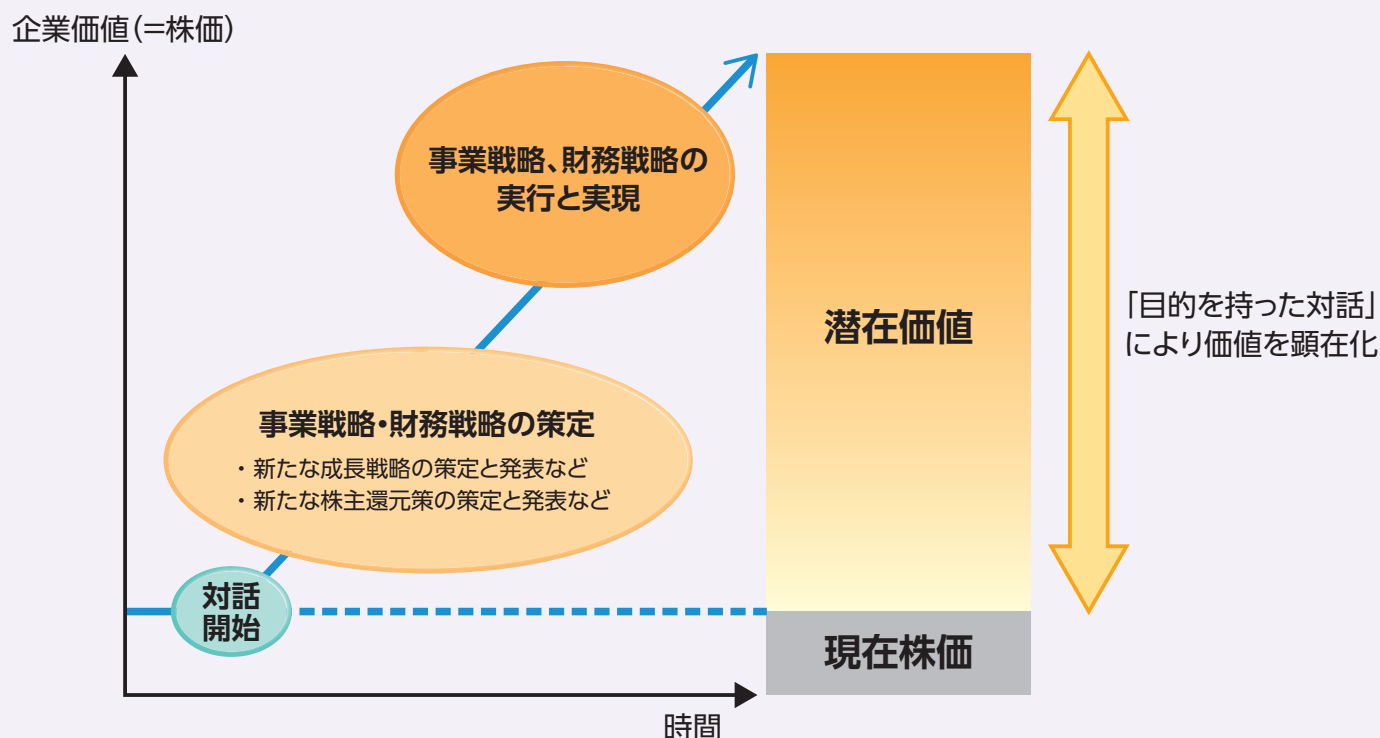 企業価値(=株価)
事業戦略、財務戦略の
実行と実現
事業戦略・財務戦略の策定
・新たな成長戦略の策定と発表など
・新たな株主還元策の策定と発表など
対話
開始
潜在価値
現在株価
「目的を持った対話」
により価値を顕在化
時間